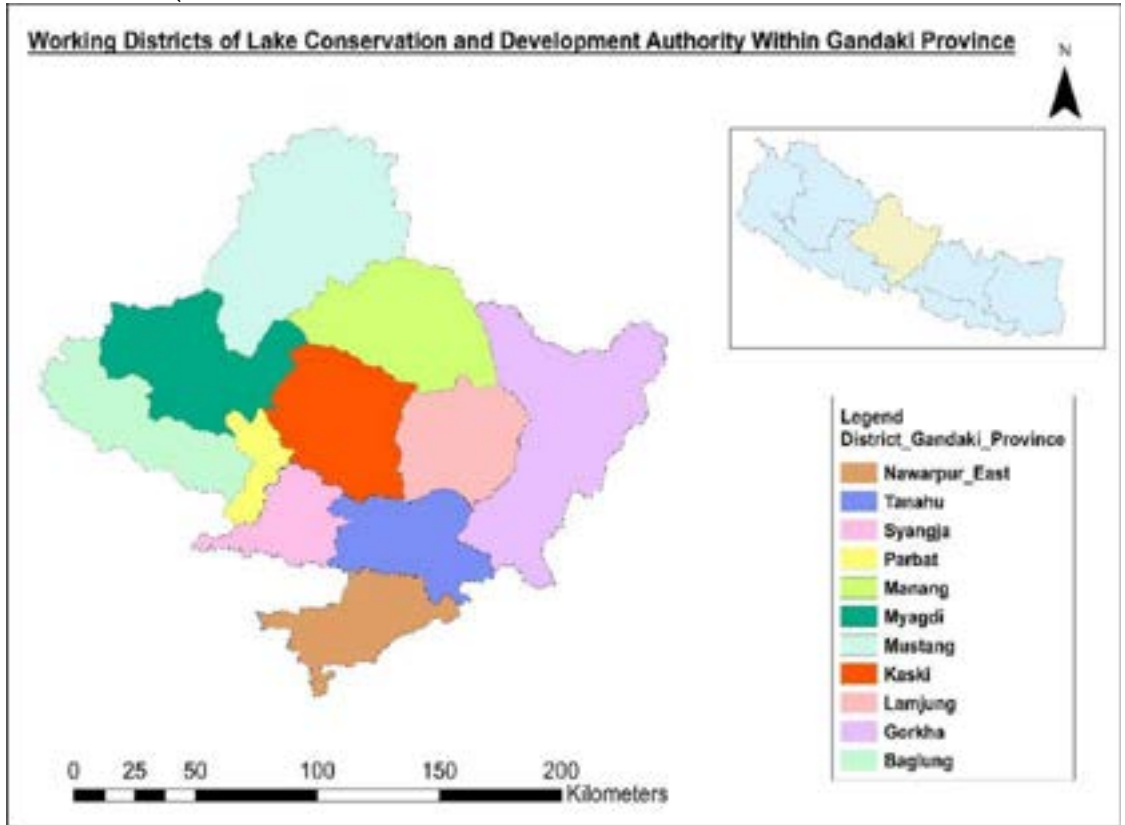 Working Districts of Lake Conservation and Development Authority Within Gandaki Province
N
Legend
District_Gandaki_Province
Nawarpur_East
Tanahu
Syangja
Parbat
Manang
Myagdi
Mustang
Kaski
Lamjung
Gorkha
Baglung
0 25 50 100 150 200
Kilometers